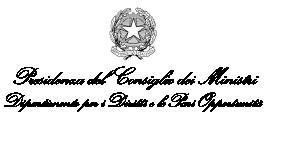 Presidenza del Consiglio dei Ministri
Dipartimento per i Diritti e le Pari Opportunità